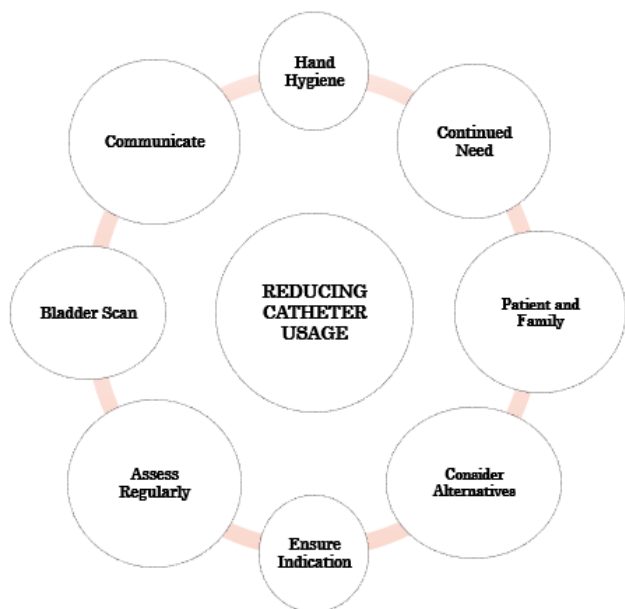 Hand
Hygiene
Continued
Need
Patient and
Family
Consider
Alternatives
Ensure
Indication
Assess
Regularly
Bladder Scan
Communicate
REDUCING
CATHETER
USAGE